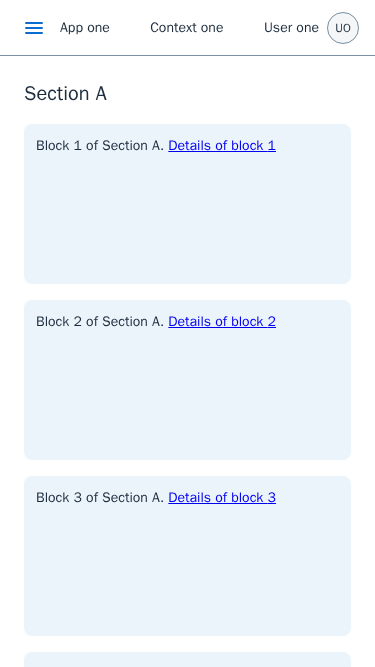 App one Context one User one UO
Section A
Block 1 of Section A. Details of block 1
Block 2 of Section A. Details of block 2
Block 3 of Section A. Details of block 3